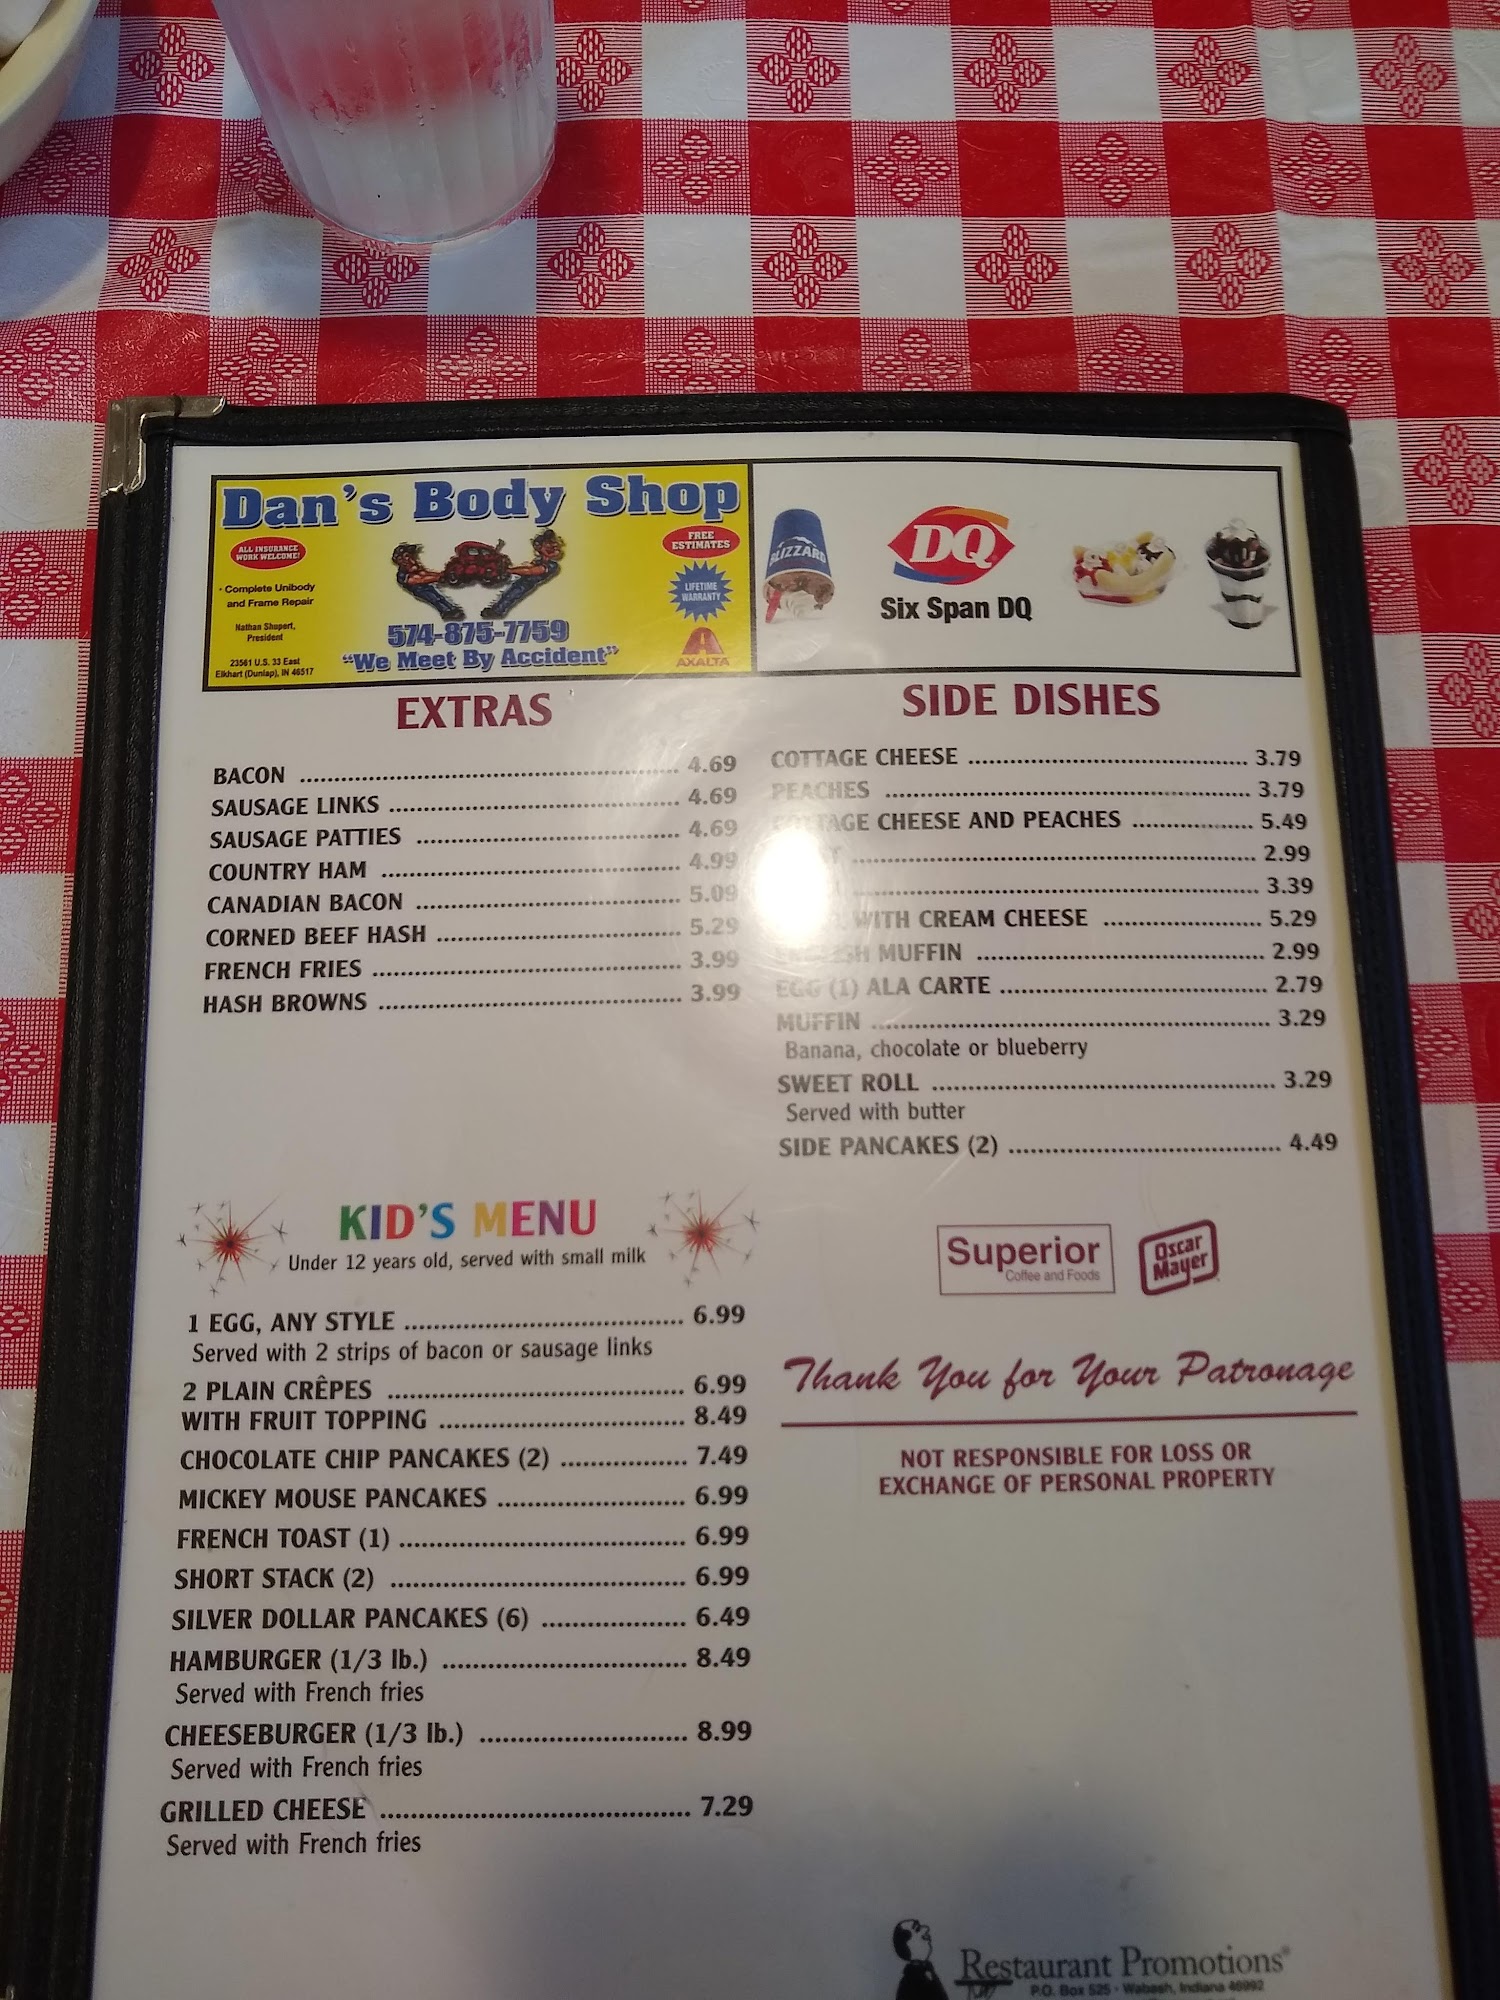 Dan's Body Shop
ALL INSURANCE
WORK WELCOME!
FREE
ESTIMATES
· Complete Unibody
and Frame Repair
LIFETIME
WARRANTY
Nathan Shupert,
President
574-875-7759
"We Meet By Accident"
23561 U.S. 33 East
Elkhart (Dunlap), IN 46517
AXALTA
BLIZZARD
DQ
Six Span DQ
EXTRAS
BACON 4.69
SAUSAGE LINKS 4.69
SAUSAGE PATTIES 4.69
COUNTRY HAM 4.99
CANADIAN BACON 5.09
CORNED BEEF HASH 5.29
FRENCH FRIES 3.99
HASH BROWNS 3.99
SIDE DISHES
COTTAGE CHEESE 3.79
PEACHES 3.79
COTTAGE CHEESE AND PEACHES 5.49
2.99
3.39
WITH CREAM CHEESE 5.29
ENGLISH MUFFIN 2.99
EGG (1) ALA CARTE 2.79
MUFFIN 3.29
Banana, chocolate or blueberry
SWEET ROLL 3.29
Served with butter
SIDE PANCAKES (2) 4.49
KID'S MENU
Under 12 years old, served with small milk
1 EGG, ANY STYLE 6.99
Served with 2 strips of bacon or sausage links
2 PLAIN CRÊPES 6.99
WITH FRUIT TOPPING 8.49
CHOCOLATE CHIP PANCAKES (2) 7.49
MICKEY MOUSE PANCAKES 6.99
FRENCH TOAST (1) 6.99
SHORT STACK (2) 6.99
SILVER DOLLAR PANCAKES (6) 6.49
HAMBURGER (1/3 lb.) 8.49
Served with French fries
CHEESEBURGER (1/3 lb.) 8.99
Served with French fries
GRILLED CHEESE 7.29
Served with French fries
Superior
Coffee and Foods
Oscar
Mayer
Thank You for Your Patronage
NOT RESPONSIBLE FOR LOSS OR
EXCHANGE OF PERSONAL PROPERTY
Restaurant Promotions®
P.O. Box 525 · Wabash, Indiana 46992